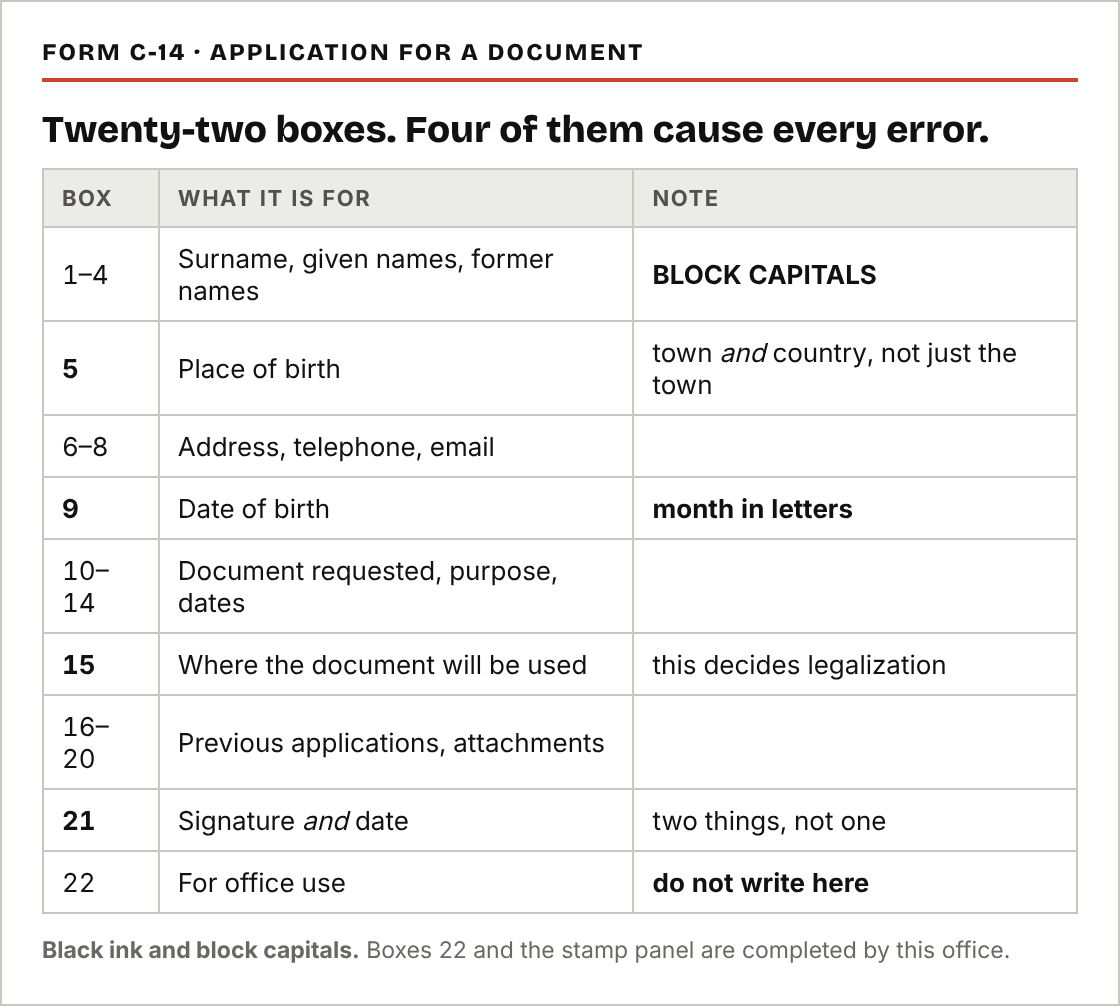 FORM C-14 · APPLICATION FOR A DOCUMENT
Twenty-two boxes. Four of them cause every error.
BOX WHAT IT IS FOR NOTE
1–4 Surname, given names, former names BLOCK CAPITALS
5 Place of birth town and country, not just the town
6–8 Address, telephone, email
9 Date of birth month in letters
10–14 Document requested, purpose, dates
15 Where the document will be used this decides legalization
16–20 Previous applications, attachments
21 Signature and date two things, not one
22 For office use do not write here
Black ink and block capitals. Boxes 22 and the stamp panel are completed by this office.